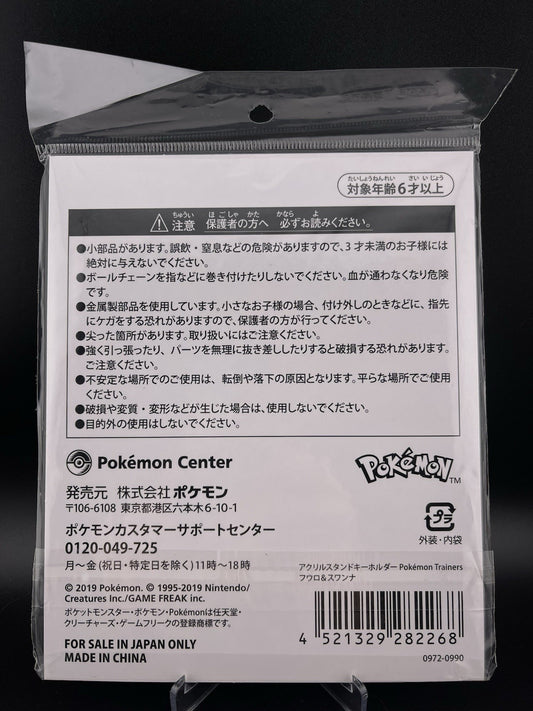 たいしょうねんれい さい いじょう
対象年齢6才以上
ちゅうい ほごしゃ かた かなら よ
注意 保護者の方へ 必ずお読みください。
●小部品があります。誤飲・窒息などの危険がありますので、3才未満のお子様には
絶対に与えないでください。
●ボールチェーンを指などに巻き付けたりしないでください。血が通わなくなり危険
です。
●金属製部品を使用しています。小さなお子様の場合、付け外しのときなどに、指先
にケガをする恐れがありますので、保護者の方が行ってください。
●尖った箇所があります。取り扱いにはご注意ください。
●強く引っ張ったり、パーツを無理に抜き差ししたりすると破損する恐れがあります。
ご注意ください。
●不安定な場所でのご使用は、転倒や落下の原因となります。平らな場所でご使用
ください。
●破損や変質・変形などが生じた場合は、使用しないでください。
●目的外の使用はしないでください。
Pokémon Center
POKéMON TM
発売元 株式会社ポケモン
〒106-6108 東京都港区六本木6-10-1
ポケモンカスタマーサポートセンター
0120-049-725
月～金(祝日・特定日を除く)11時～18時
プラ
外装・内袋
© 2019 Pokémon. © 1995-2019 Nintendo/
Creatures Inc./GAME FREAK inc.
ポケットモンスター・ポケモン・Pokémonは任天堂・
クリーチャーズ・ゲームフリークの登録商標です。
FOR SALE IN JAPAN ONLY
MADE IN CHINA
アクリルスタンドキーホルダー Pokémon Trainers
フウロ＆スワンナ
4 521329 282268
0972-0990